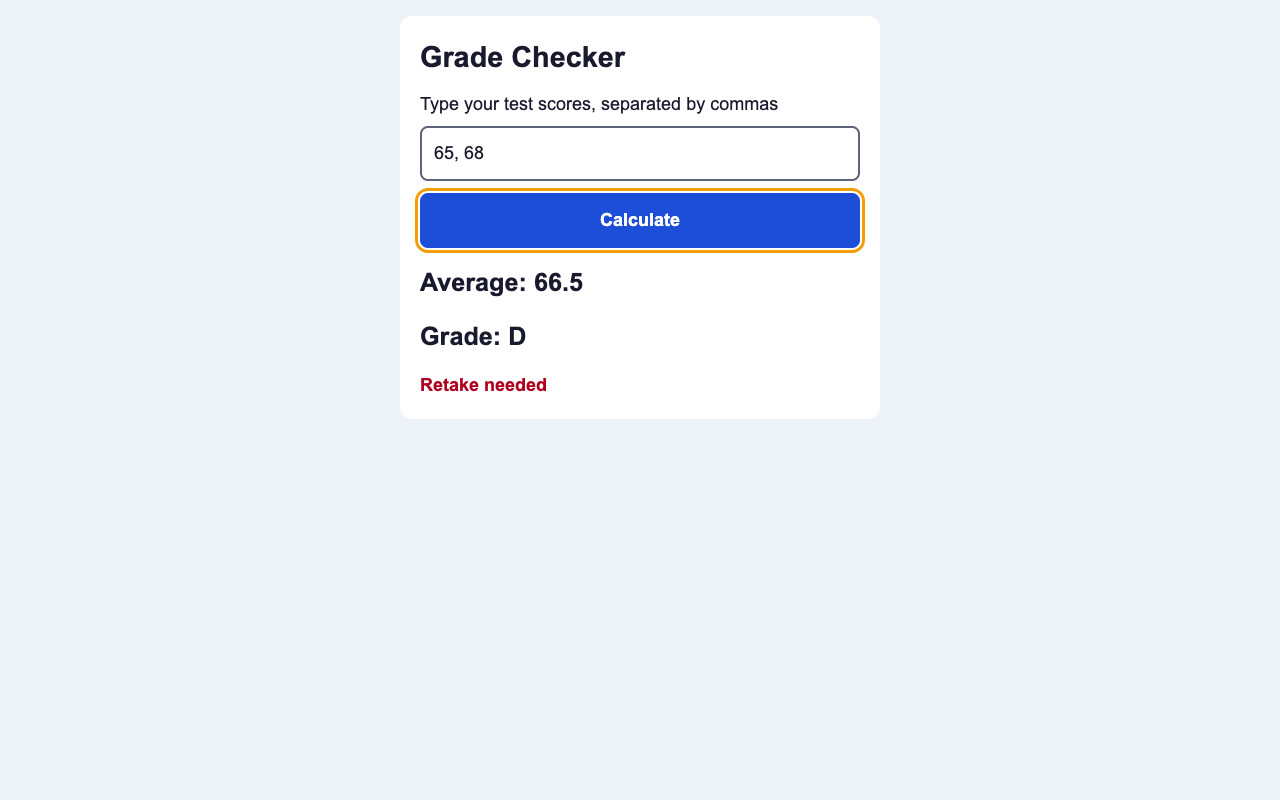 Grade Checker
Type your test scores, separated by commas
65, 68
Calculate
Average: 66.5
Grade: D
Retake needed